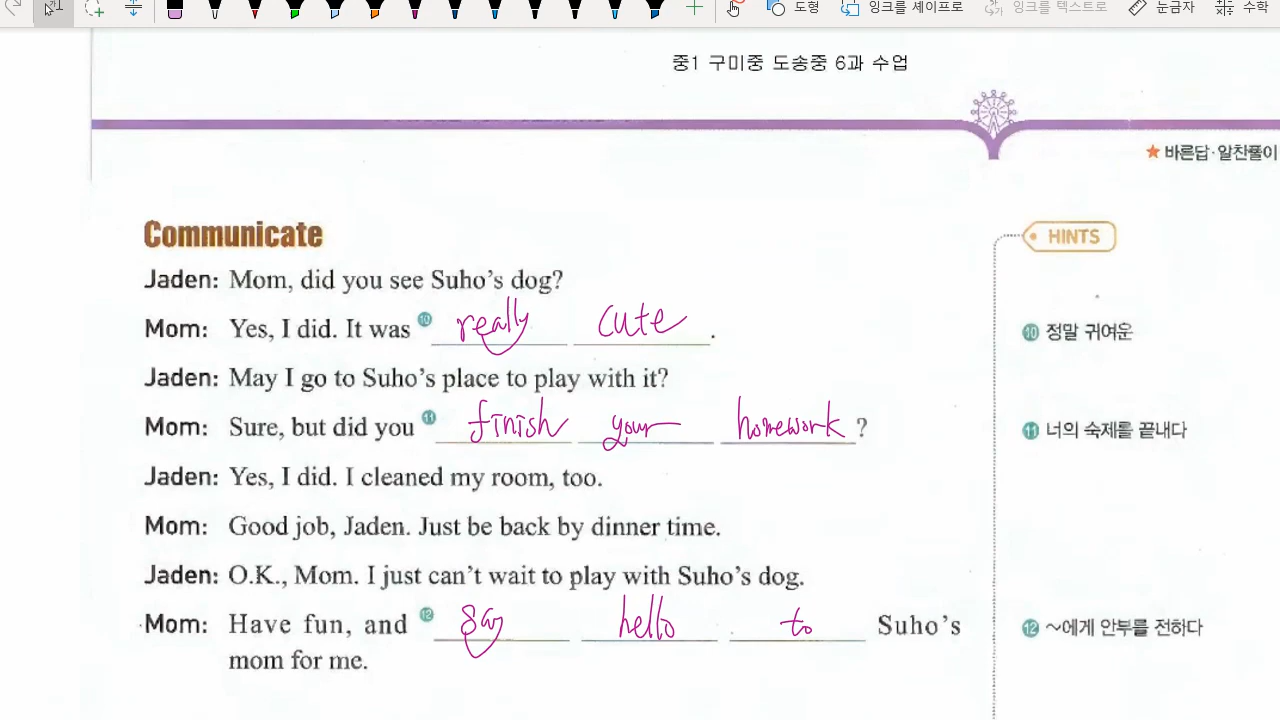 도형 잉크를 셰이프로 잉크를 텍스트로 눈금자 수학
중1 구미중 도송중 6과 수업
★ 바른답·알찬풀이
Communicate
HINTS
Jaden: Mom, did you see Suho's dog?
Mom: Yes, I did. It was ⑩ really cute.
⑩ 정말 귀여운
Jaden: May I go to Suho's place to play with it?
Mom: Sure, but did you ⑪ finish your homework?
⑪ 너의 숙제를 끝내다
Jaden: Yes, I did. I cleaned my room, too.
Mom: Good job, Jaden. Just be back by dinner time.
Jaden: O.K., Mom. I just can't wait to play with Suho's dog.
Mom: Have fun, and ⑫ say hello to Suho's
⑫ ~에게 안부를 전하다
mom for me.